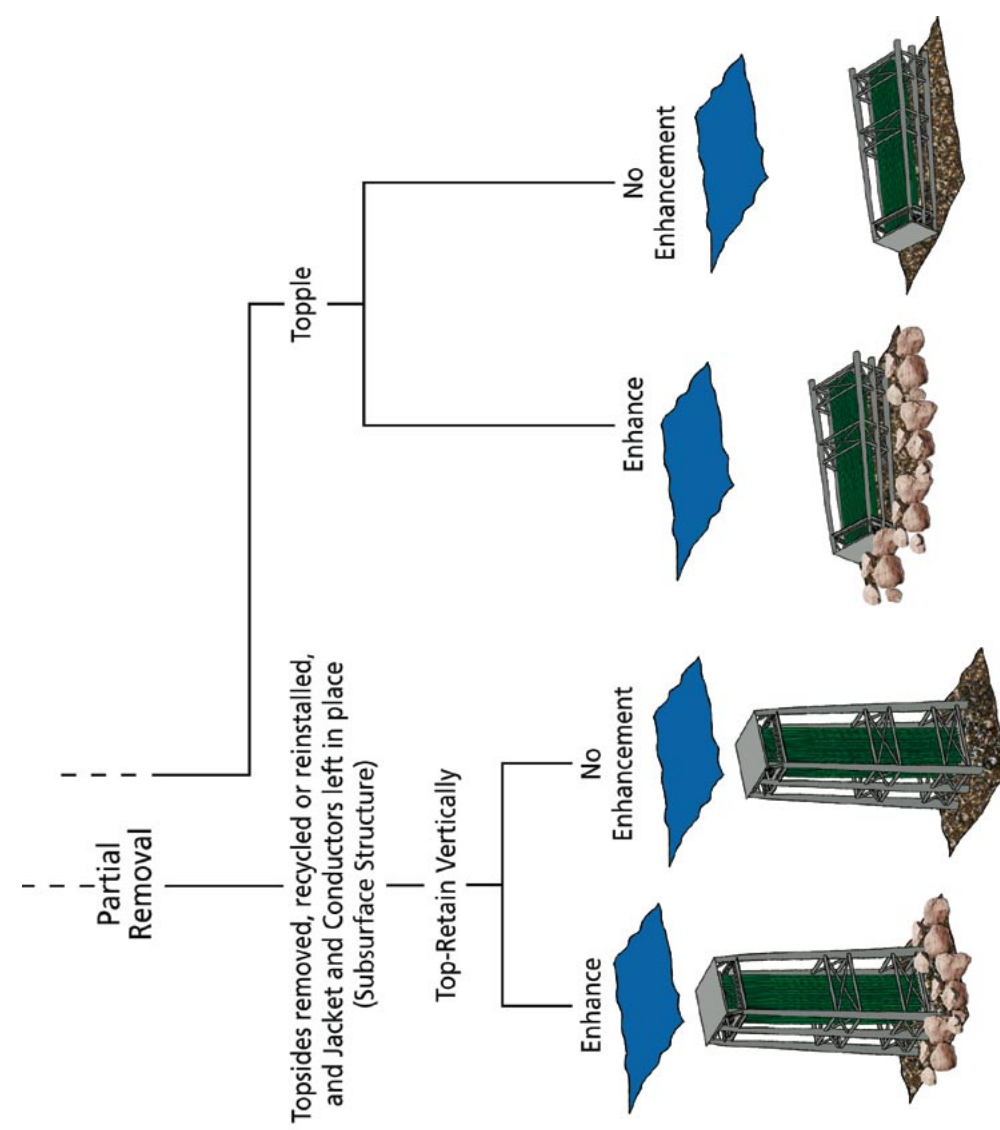 Partial
Removal
Topsides removed, recycled or reinstalled,
and Jacket and Conductors left in place
(Subsurface Structure)
Top-Retain Vertically
Enhance
No
Enhancement
Topple
Enhance
No
Enhancement